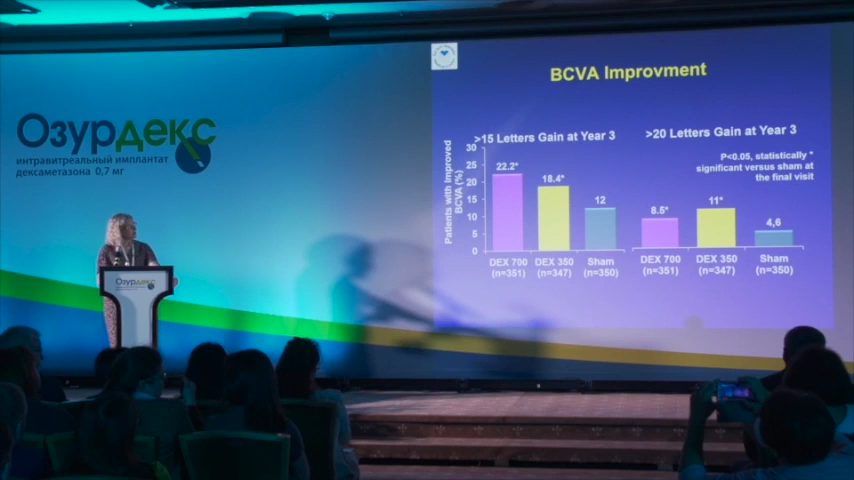 Озурдекс
интравитреальный имплантат
дексаметазона 0,7 мг
Озурдекс
BCVA Improvment
>15 Letters Gain at Year 3
>20 Letters Gain at Year 3
P<0.05, statistically *
significant versus sham at
the final visit
Patients with Improved
BCVA (%)
30
25
20
15
10
5
0
22.2*
18.4*
12
8.5*
11*
4,6
DEX 700
(n=351)
DEX 350
(n=347)
Sham
(n=350)
DEX 700
(n=351)
DEX 350
(n=347)
Sham
(n=350)